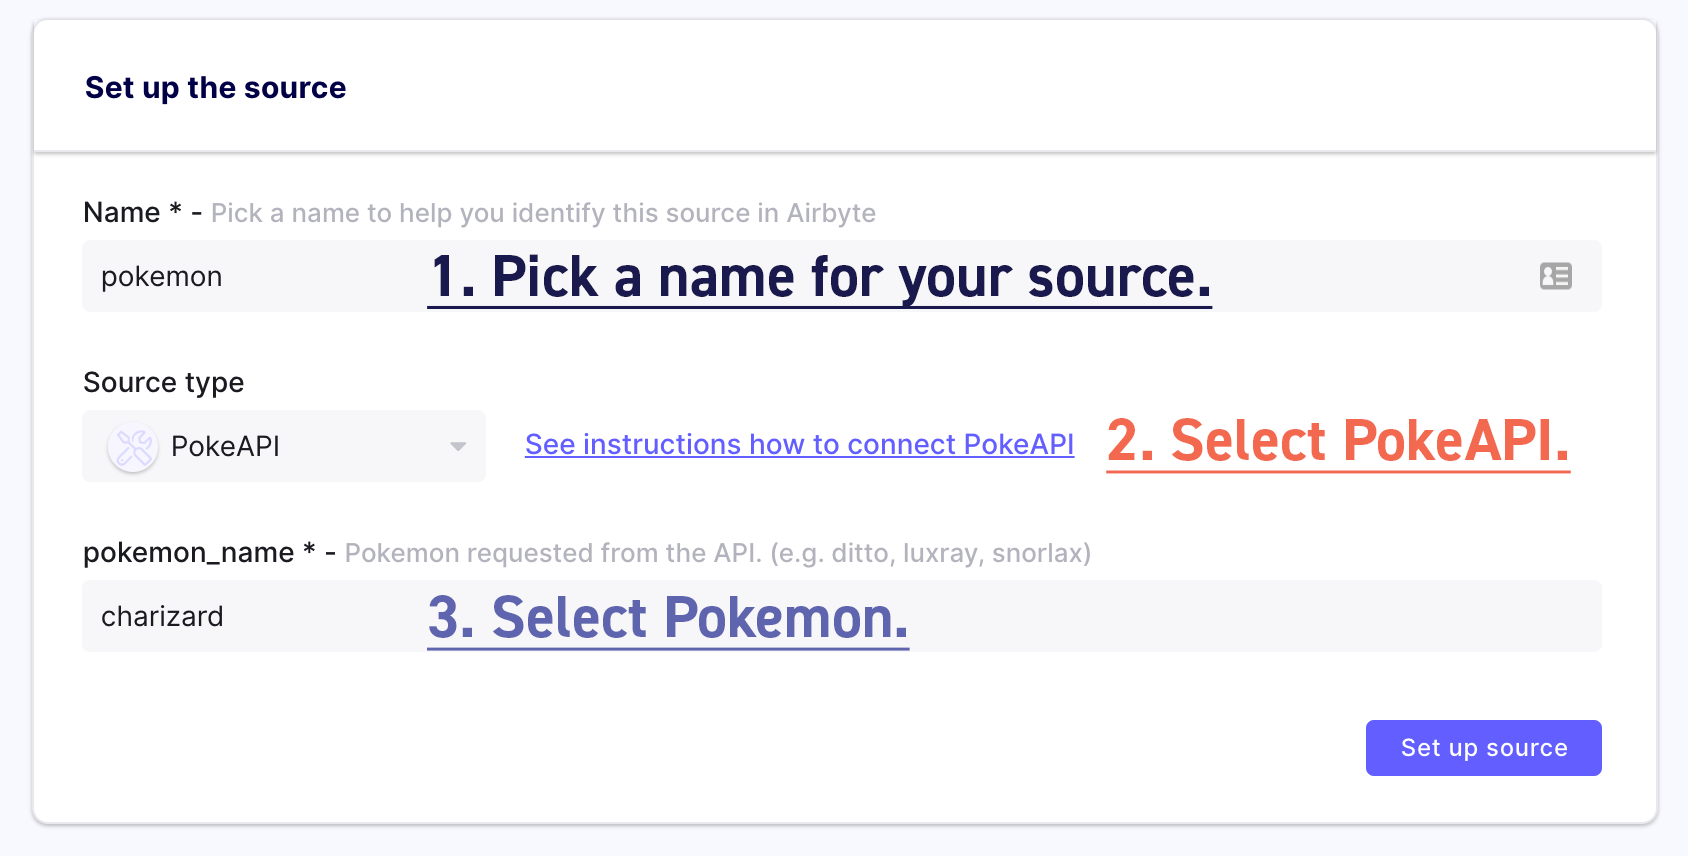 Set up the source
Name * - Pick a name to help you identify this source in Airbyte
pokemon 1. Pick a name for your source.
Source type
PokeAPI See instructions how to connect PokeAPI 2. Select PokeAPI.
pokemon_name * - Pokemon requested from the API. (e.g. ditto, luxray, snorlax)
charizard 3. Select Pokemon.
Set up source